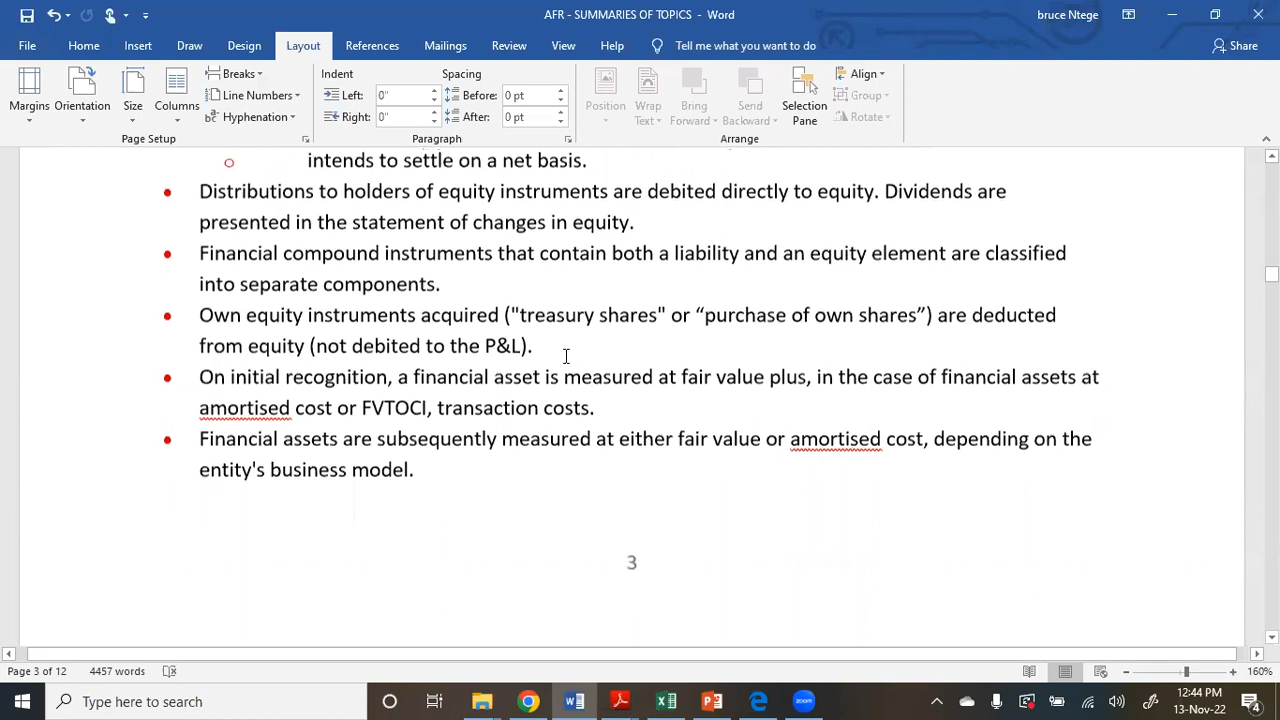 AFR - SUMMARIES OF TOPICS - Word
bruce Ntege
File Home Insert Draw Design Layout References Mailings Review View Help Tell me what you want to do Share
Margins Orientation Size Columns Breaks Line Numbers Hyphenation
Page Setup
Indent Spacing
Left: 0" Before: 0 pt
Right: 0" After: 0 pt
Paragraph
Position Wrap Text Bring Forward Send Backward Selection Pane Align Group Rotate
Arrange
o intends to settle on a net basis.
• Distributions to holders of equity instruments are debited directly to equity. Dividends are
presented in the statement of changes in equity.
• Financial compound instruments that contain both a liability and an equity element are classified
into separate components.
• Own equity instruments acquired ("treasury shares" or “purchase of own shares”) are deducted
from equity (not debited to the P&L).
• On initial recognition, a financial asset is measured at fair value plus, in the case of financial assets at
amortised cost or FVTOCI, transaction costs.
• Financial assets are subsequently measured at either fair value or amortised cost, depending on the
entity's business model.
3
Page 3 of 12 4457 words 160%
Type here to search
zoom
12:44 PM
13-Nov-22
4